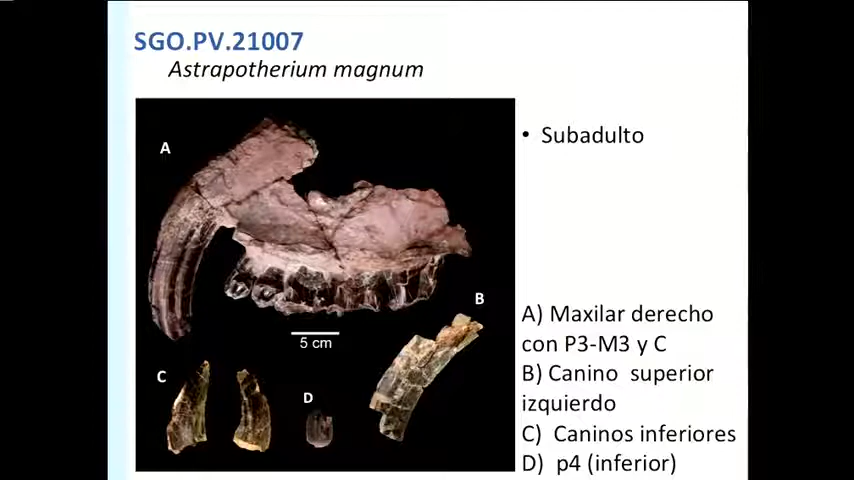 SGO.PV.21007
Astrapotherium magnum
A
• Subadulto
B
5 cm
C
D
A) Maxilar derecho
con P3-M3 y C
B) Canino superior
izquierdo
C) Caninos inferiores
D) p4 (inferior)